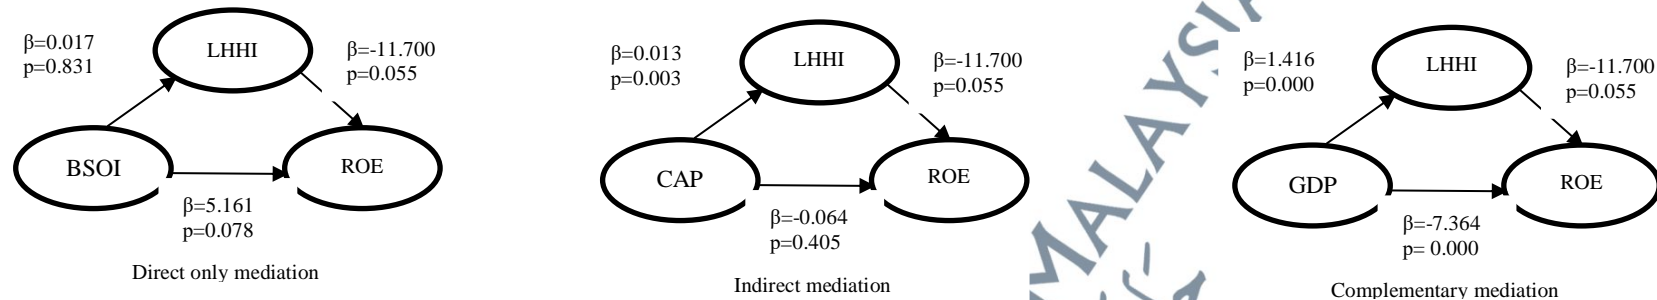 β=0.017
p=0.831
LHHI
β=-11.700
p=0.055
BSOI
ROE
β=5.161
p=0.078
Direct only mediation
β=0.013
p=0.003
LHHI
β=-11.700
p=0.055
CAP
ROE
β=-0.064
p=0.405
Indirect mediation
β=1.416
p=0.000
LHHI
β=-11.700
p=0.055
GDP
ROE
β=-7.364
p= 0.000
Complementary mediation
MALAYSIA